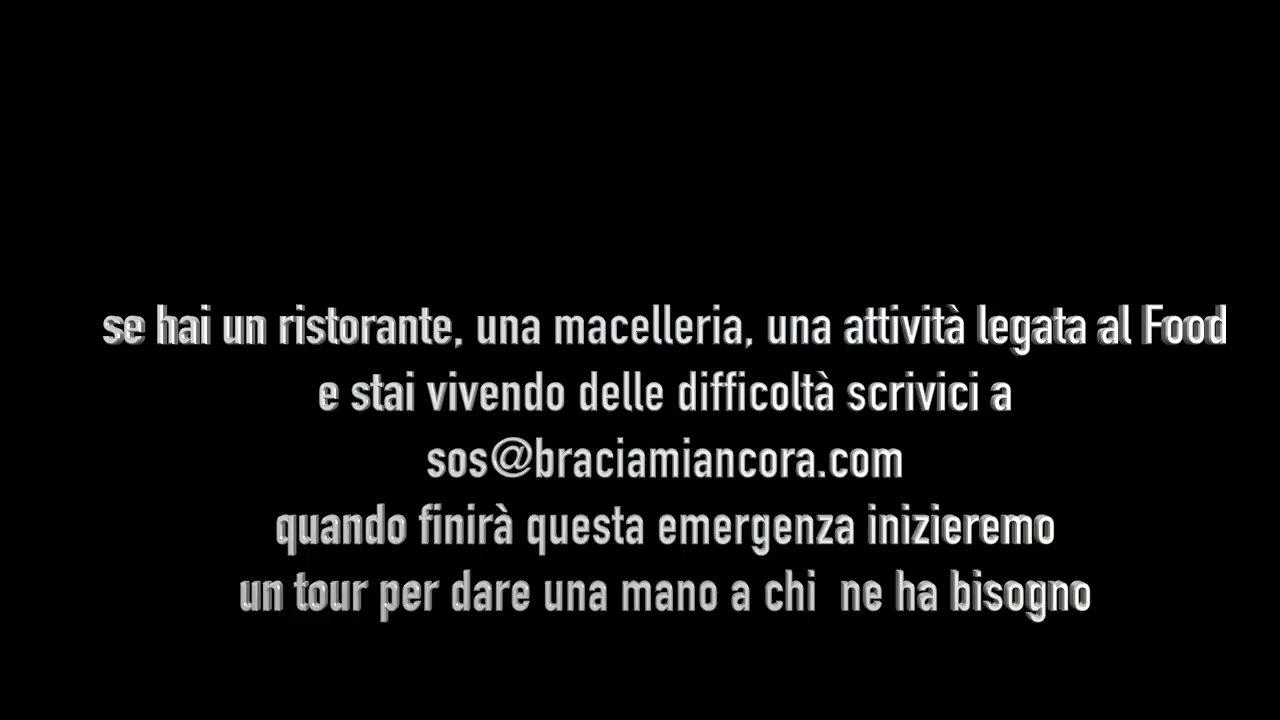 se hai un ristorante, una macelleria, una attività legata al Food
e stai vivendo delle difficoltà scrivici a
sos@braciamiancora.com
quando finirà questa emergenza inizieremo
un tour per dare una mano a chi  ne ha bisogno